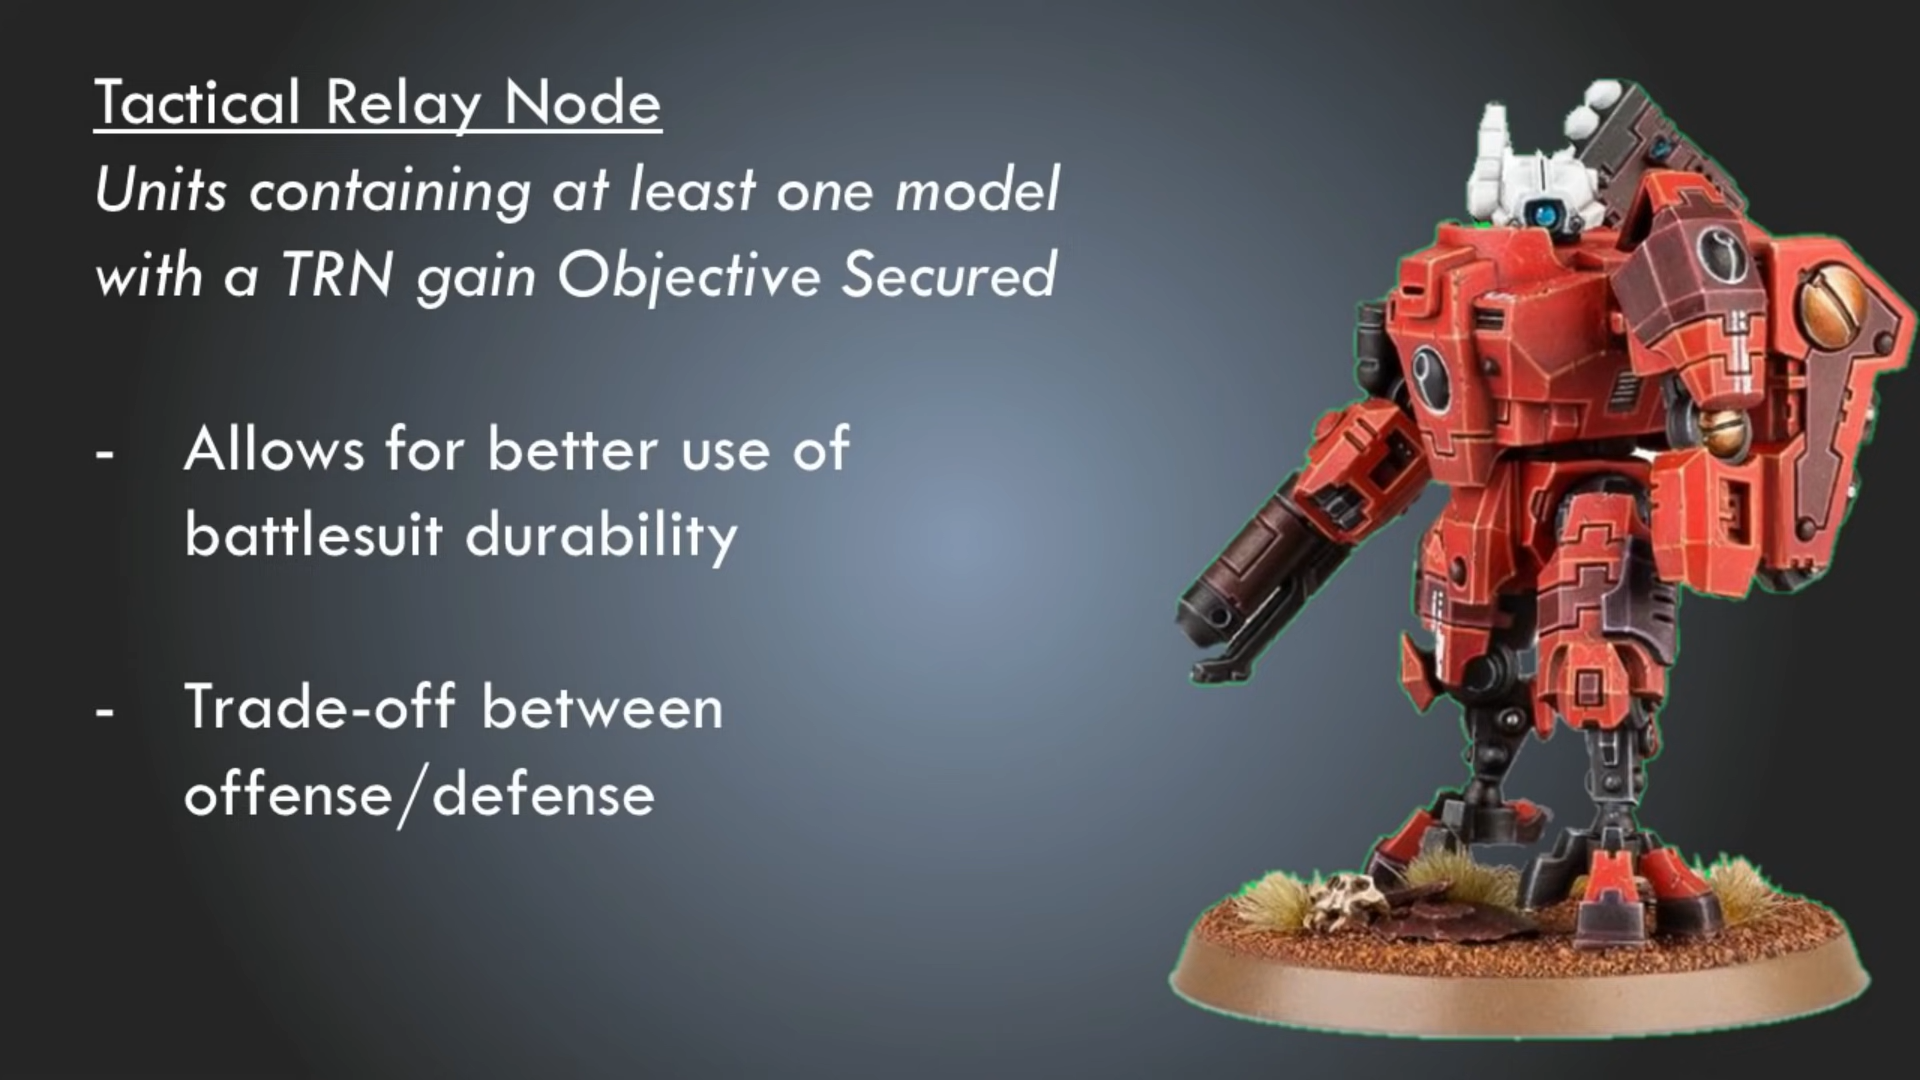 Tactical Relay Node
Units containing at least one model
with a TRN gain Objective Secured
- Allows for better use of
battlesuit durability
- Trade-off between
offense/defense